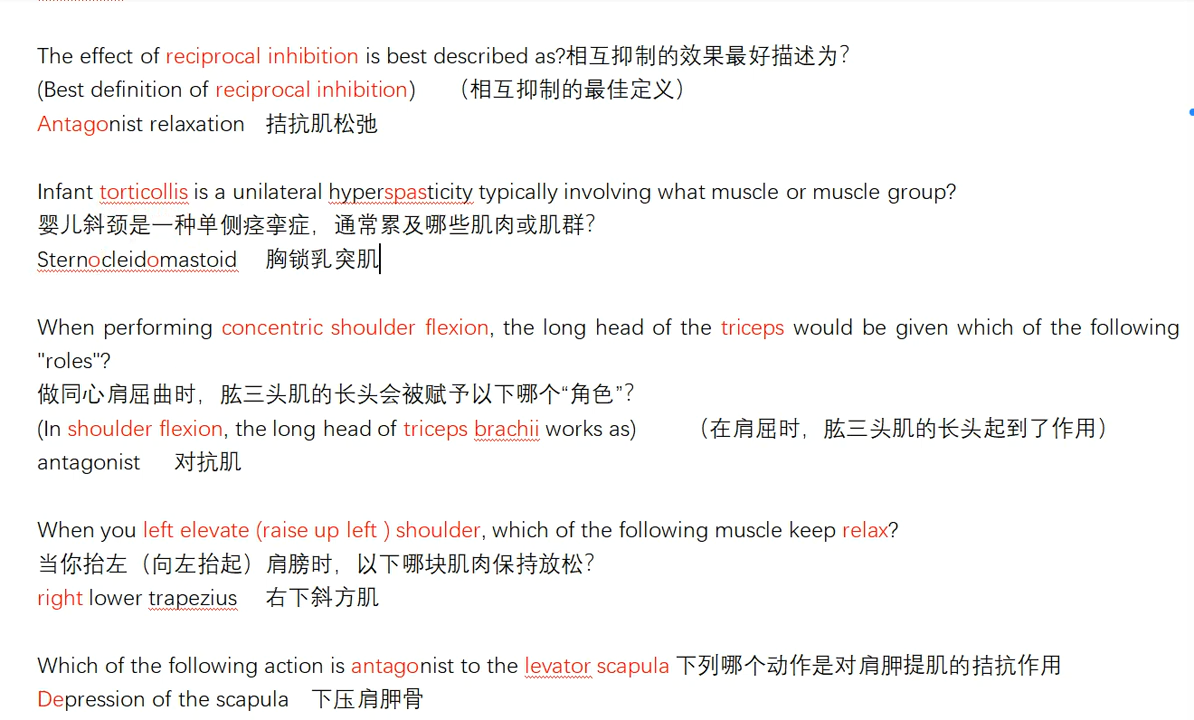 The effect of reciprocal inhibition is best described as?相互抑制的效果最好描述为?
(Best definition of reciprocal inhibition) （相互抑制的最佳定义）
Antagonist relaxation 拮抗肌松弛
Infant torticollis is a unilateral hyperspasticity typically involving what muscle or muscle group?
婴儿斜颈是一种单侧痉挛症，通常累及哪些肌肉或肌群?
Sternocleidomastoid 胸锁乳突肌
When performing concentric shoulder flexion, the long head of the triceps would be given which of the following
"roles"?
做同心肩屈曲时，肱三头肌的长头会被赋予以下哪个“角色”?
(In shoulder flexion, the long head of triceps brachii works as) （在肩屈时，肱三头肌的长头起到了作用）
antagonist 对抗肌
When you left elevate (raise up left ) shoulder, which of the following muscle keep relax?
当你抬左（向左抬起）肩膀时，以下哪块肌肉保持放松?
right lower trapezius 右下斜方肌
Which of the following action is antagonist to the levator scapula 下列哪个动作是对肩胛提肌的拮抗作用
Depression of the scapula 下压肩胛骨